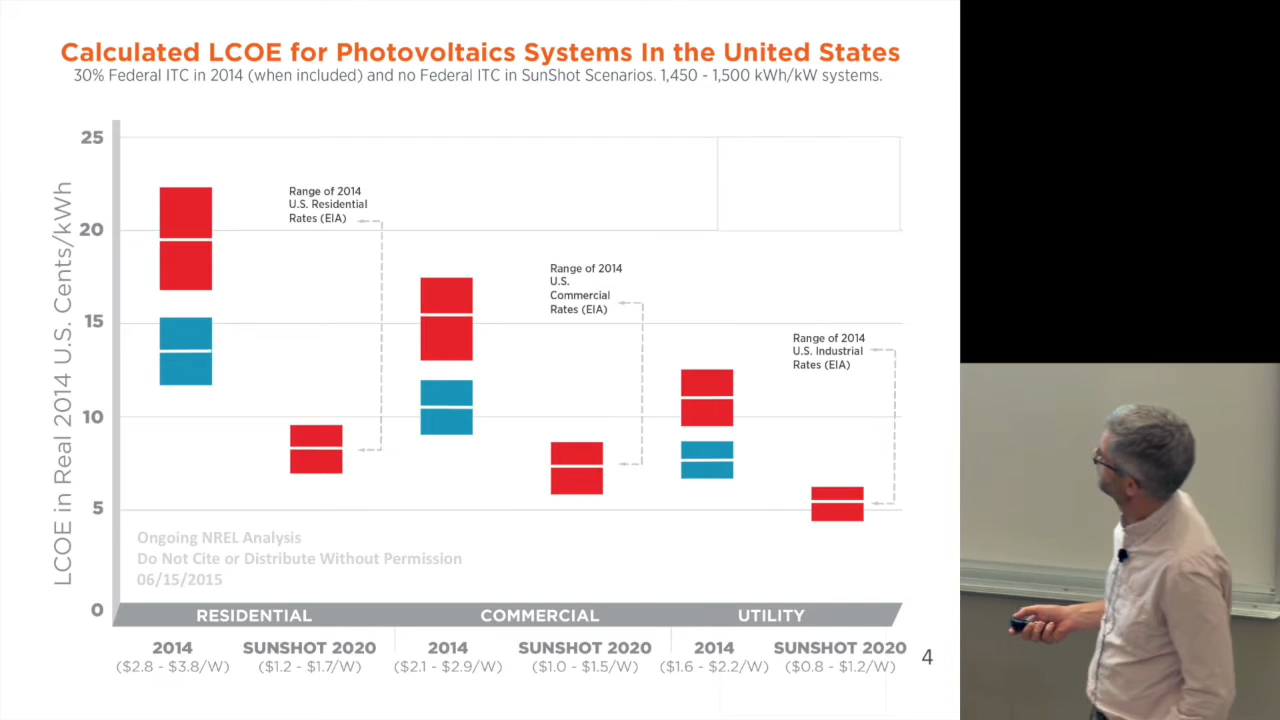 Calculated LCOE for Photovoltaics Systems In the United States
30% Federal ITC in 2014 (when included) and no Federal ITC in SunShot Scenarios. 1,450 - 1,500 kWh/kW systems.
LCOE in Real 2014 U.S. Cents/kWh
25
20
15
10
5
0
Range of 2014
U.S. Residential
Rates (EIA)
Range of 2014
U.S.
Commercial
Rates (EIA)
Range of 2014
U.S. Industrial
Rates (EIA)
Ongoing NREL Analysis
Do Not Cite or Distribute Without Permission
06/15/2015
RESIDENTIAL COMMERCIAL UTILITY
2014 SUNSHOT 2020 2014 SUNSHOT 2020 2014 SUNSHOT 2020
($2.8 - $3.8/W) ($1.2 - $1.7/W) ($2.1 - $2.9/W) ($1.0 - $1.5/W) ($1.6 - $2.2/W) ($0.8 - $1.2/W)
4